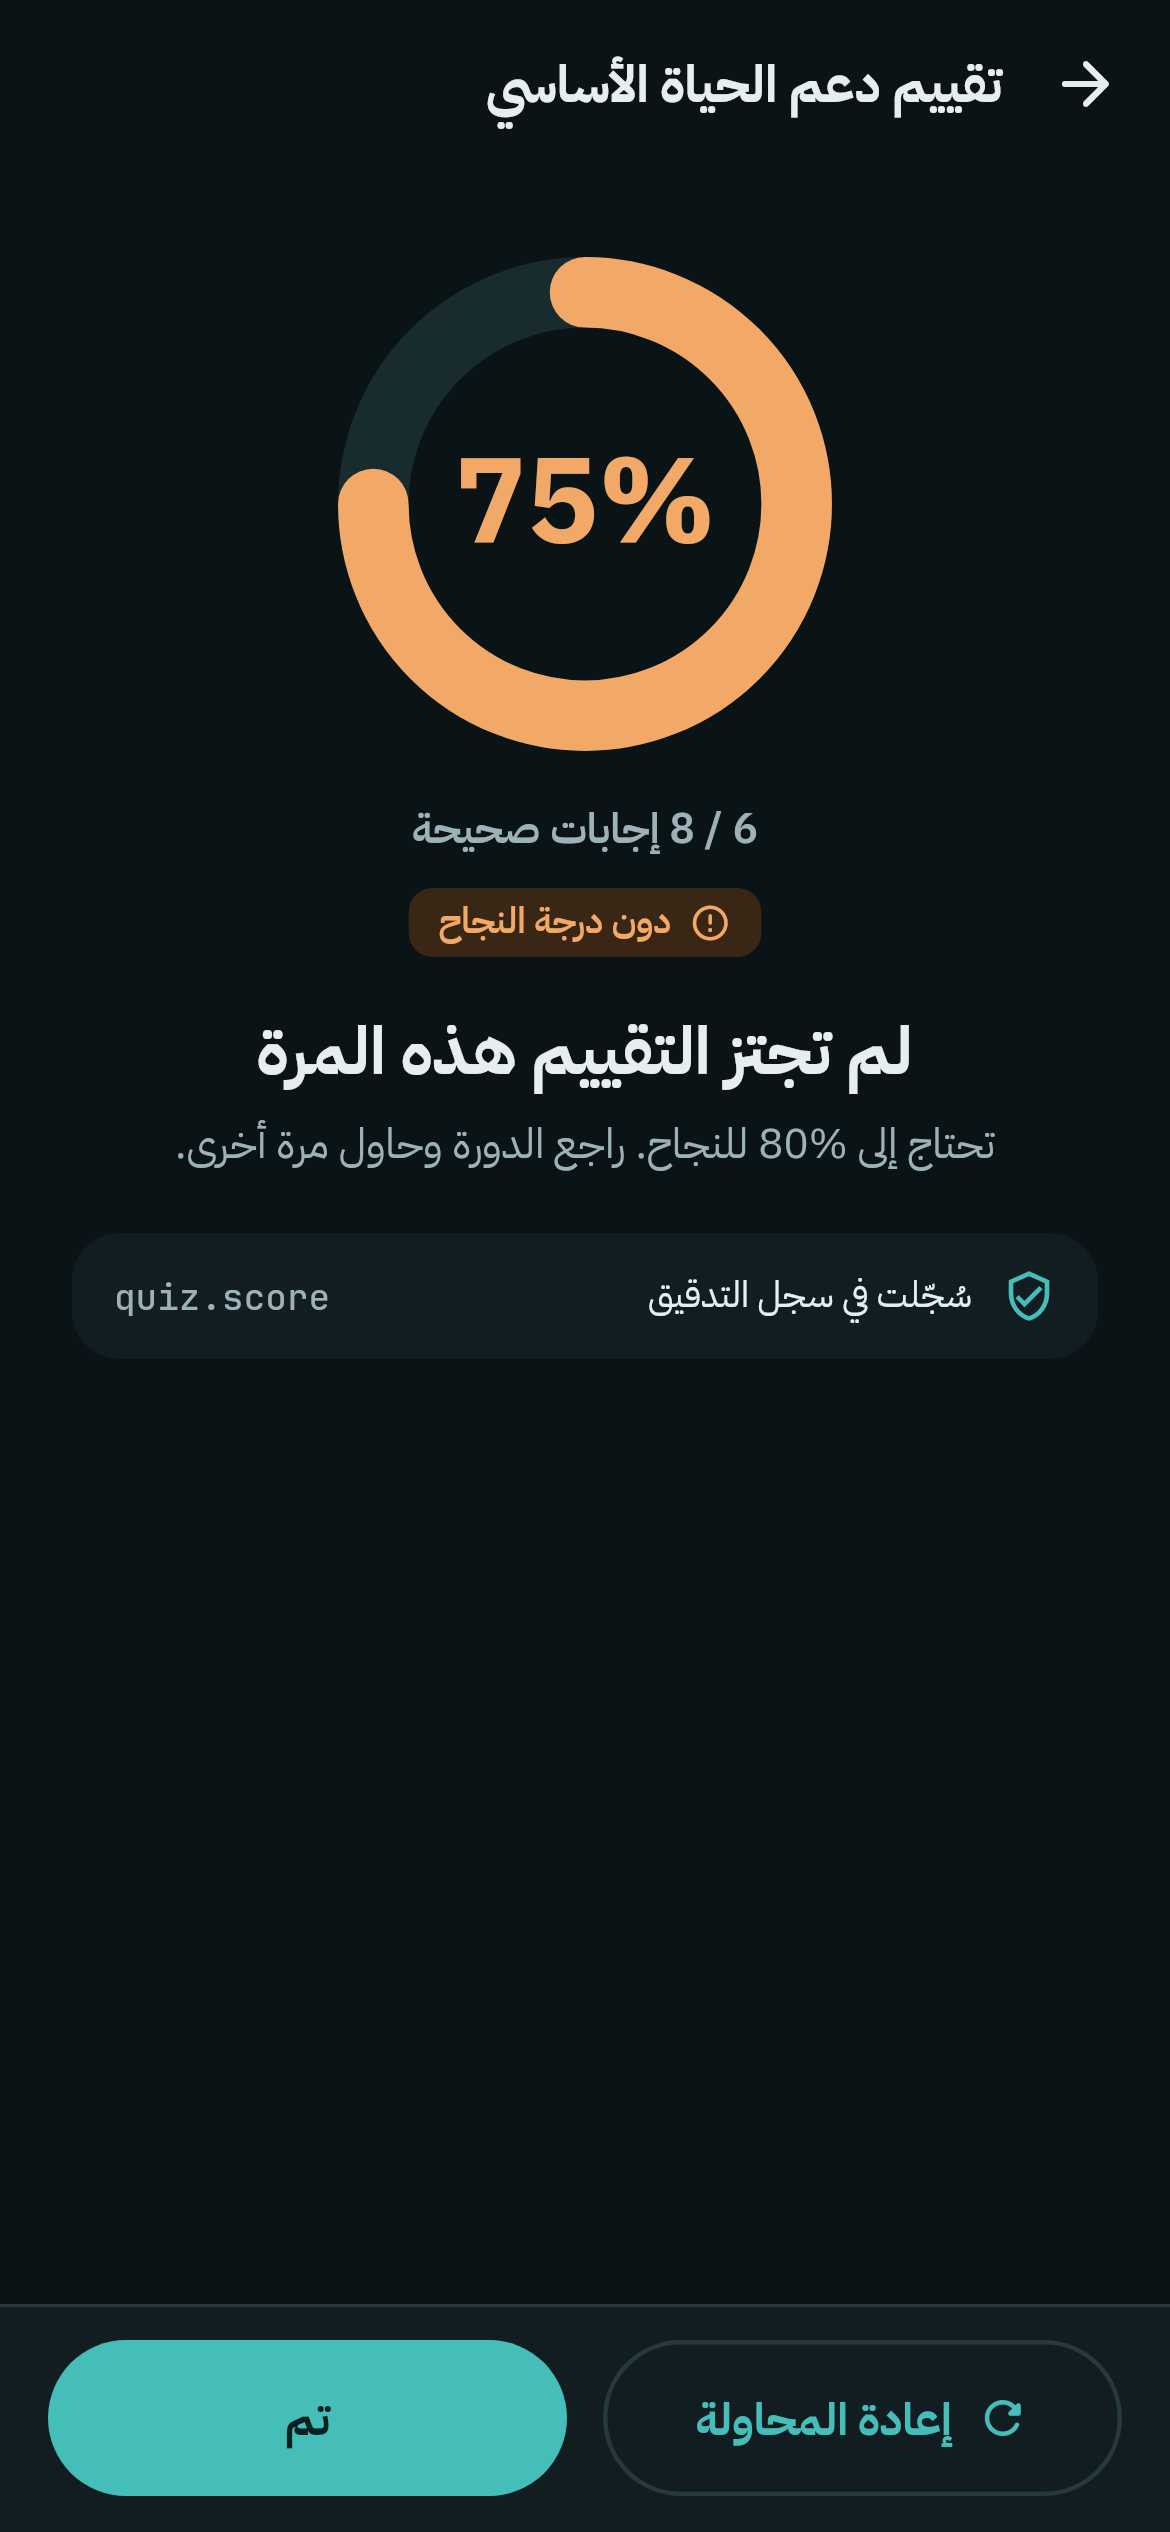 تقييم دعم الحياة الأساسي
75%
6 / 8 إجابات صحيحة
دون درجة النجاح
لم تجتز التقييم هذه المرة
تحتاج إلى 80% للنجاح. راجع الدورة وحاول مرة أخرى.
سُجّلت في سجل التدقيق quiz.score
إعادة المحاولة
تم